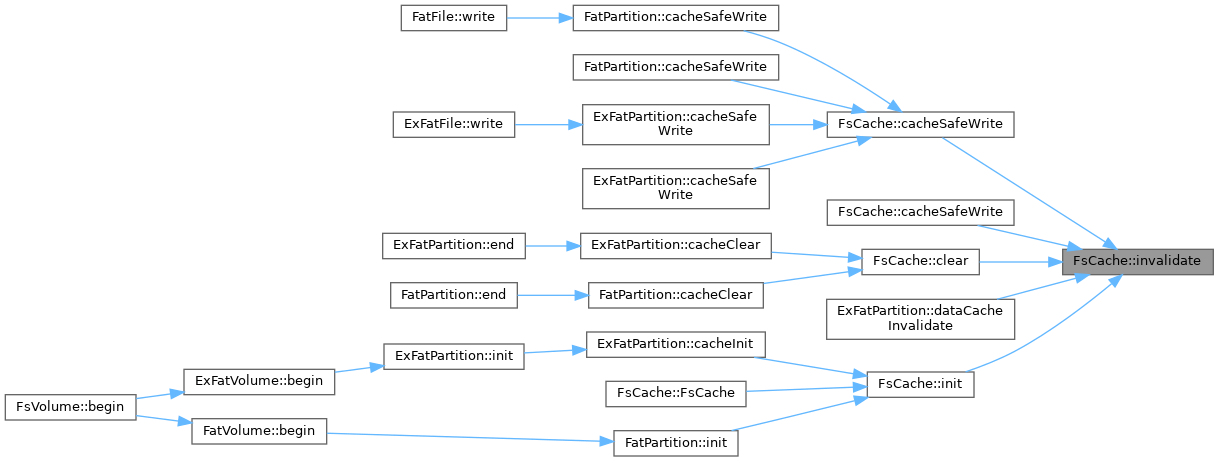 FatFile::write
FatPartition::cacheSafeWrite
FatPartition::cacheSafeWrite
ExFatFile::write
ExFatPartition::cacheSafe
Write
FsCache::cacheSafeWrite
ExFatPartition::cacheSafe
Write
FsCache::cacheSafeWrite
ExFatPartition::end
ExFatPartition::cacheClear
FsCache::clear
FsCache::invalidate
FatPartition::end
FatPartition::cacheClear
ExFatPartition::dataCache
Invalidate
ExFatPartition::init
ExFatPartition::cacheInit
ExFatVolume::begin
FsCache::FsCache
FsCache::init
FsVolume::begin
FatVolume::begin
FatPartition::init